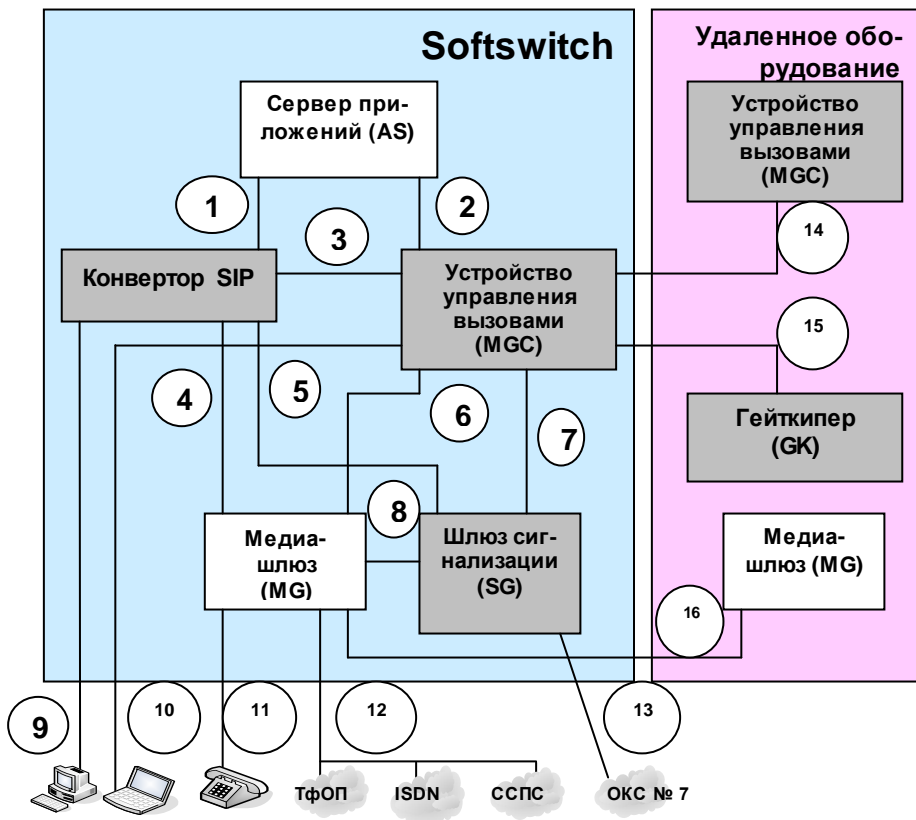 Softswitch
Удаленное обо-
рудование
Сервер при-
ложений (AS)
Устройство
управления
вызовами
(MGC)
1
2
3
14
Конвертор SIP
Устройство
управления
вызовами
(MGC)
15
4
5
6
7
Гейткипер
(GK)
8
Медиа-
шлюз
(MG)
Шлюз сиг-
нализации
(SG)
Медиа-
шлюз (MG)
16
9
10
11
12
13
ТфОП
ISDN
ССПС
ОКС № 7